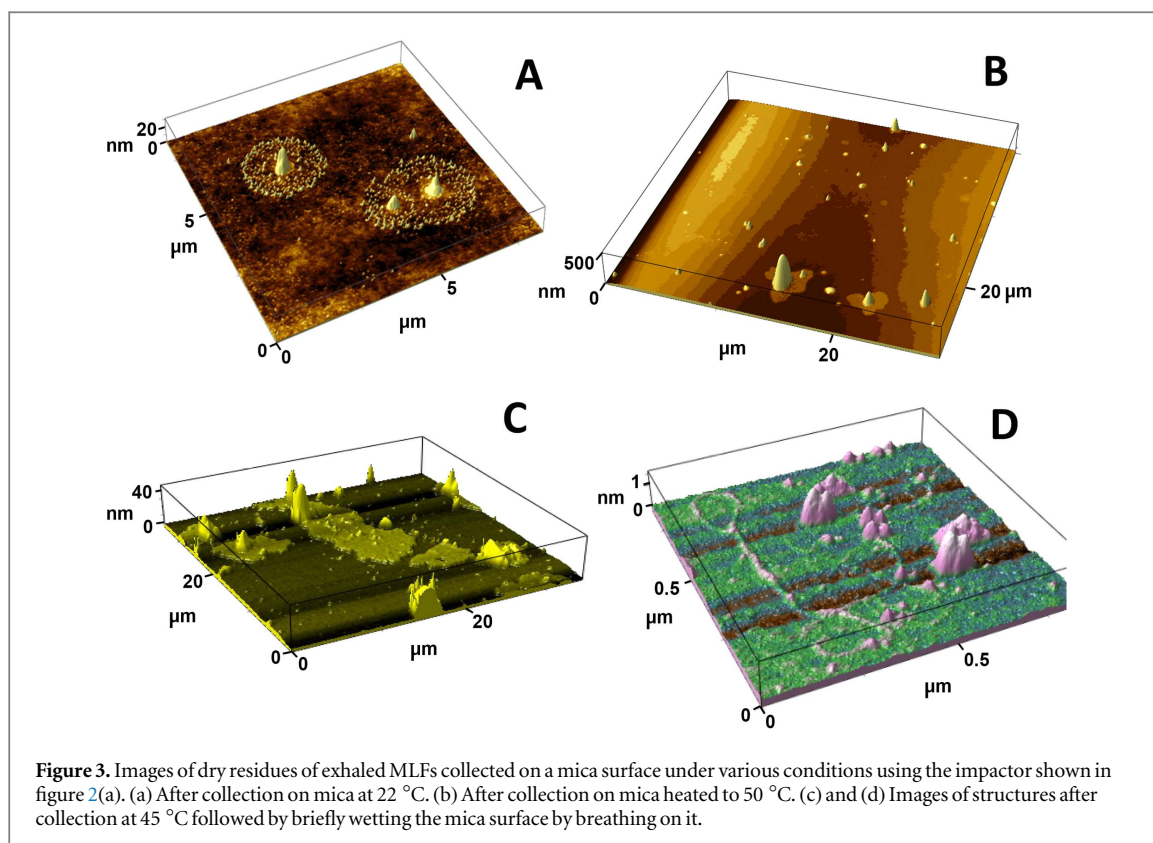 A
20
0
nm
5
µm
0
0
5
µm
B
500
0
nm
20 µm
µm
20
C
40
0
nm
20
µm
0
0
20
µm
D
1
0
nm
0.5
µm
0
0
0.5
µm
Figure 3. Images of dry residues of exhaled MLFs collected on a mica surface under various conditions using the impactor shown in
figure 2(a). (a) After collection on mica at 22 °C. (b) After collection on mica heated to 50 °C. (c) and (d) Images of structures after
collection at 45 °C followed by briefly wetting the mica surface by breathing on it.